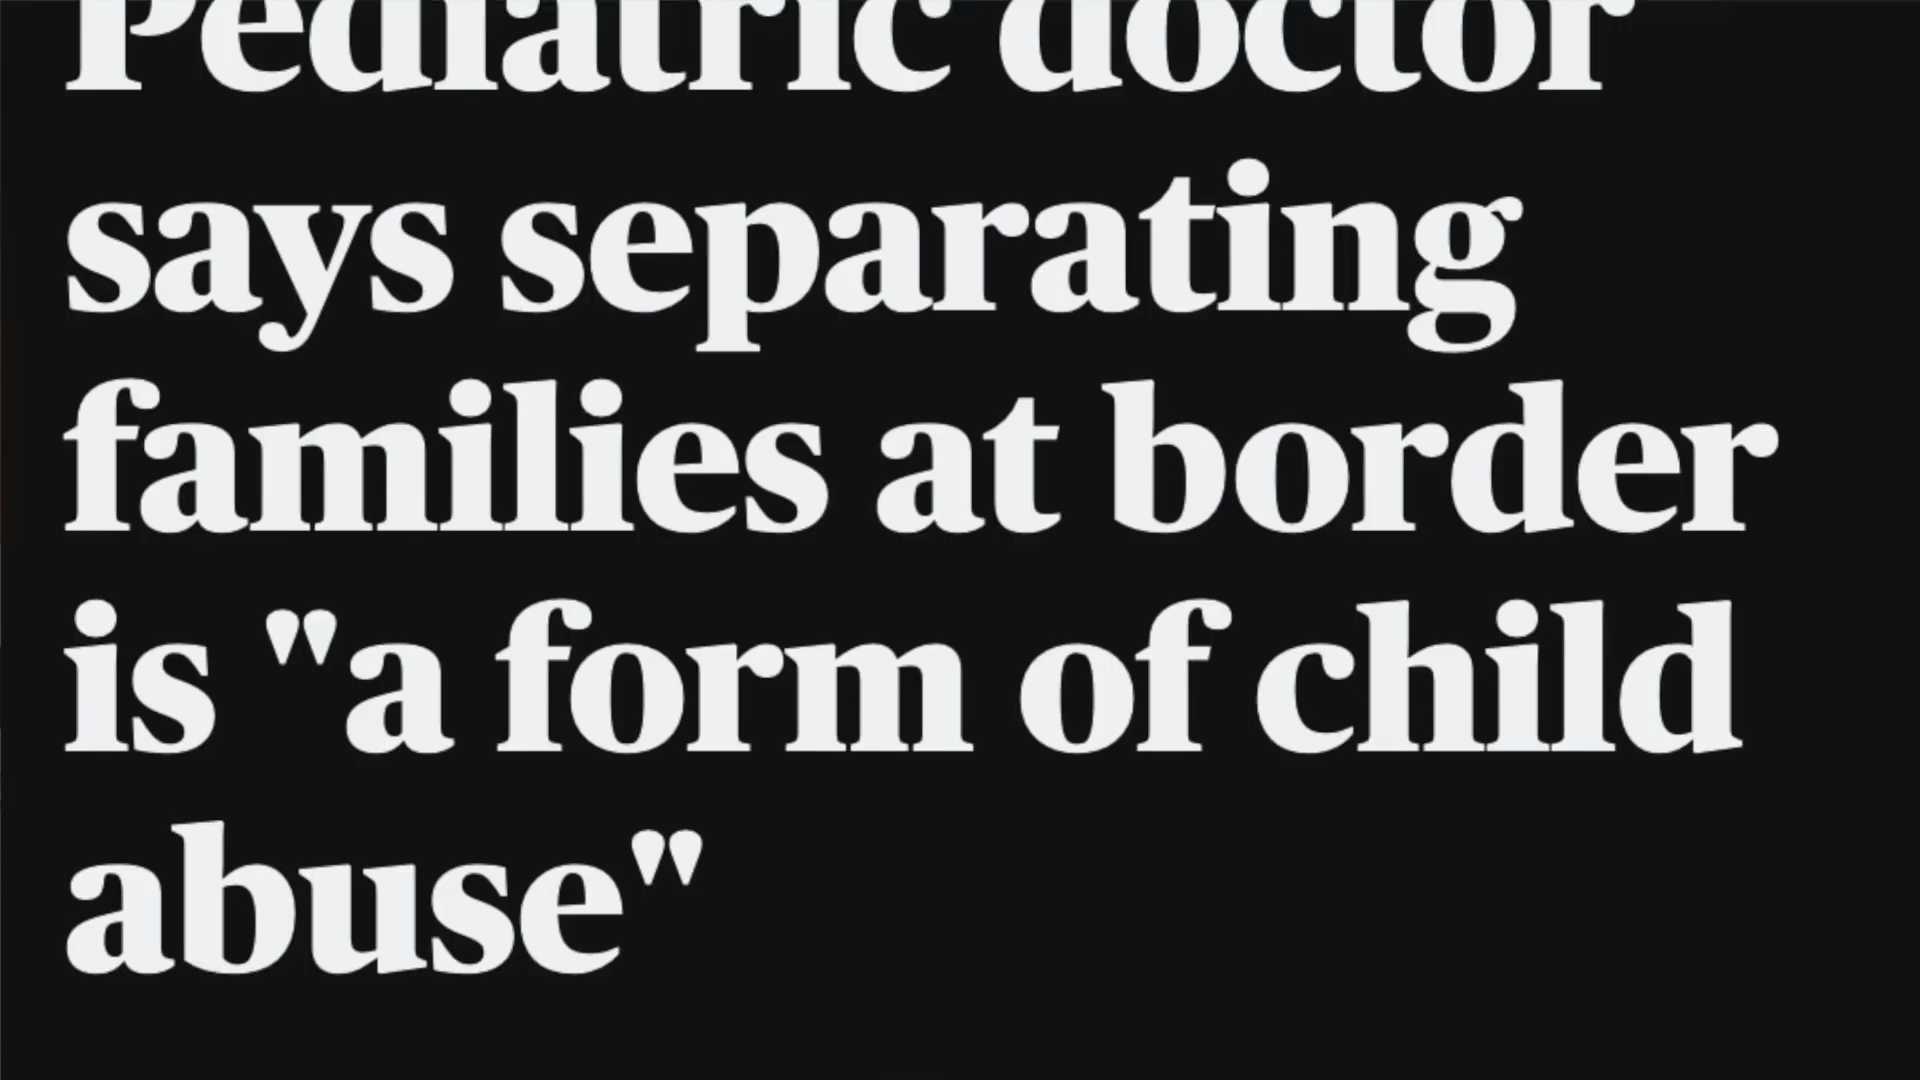 Pediatric doctor
says separating
families at border
is "a form of child
abuse"